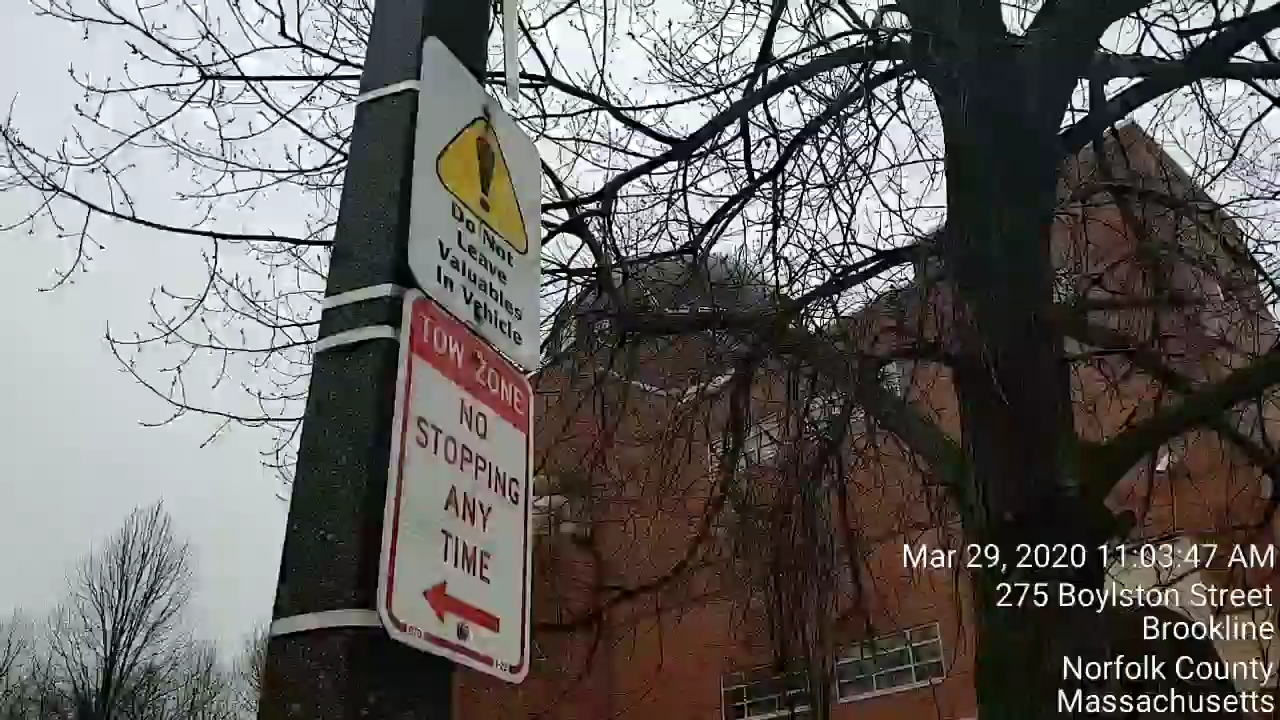 Do Not
Leave
Valuables
In Vehicle
TOW ZONE
NO
STOPPING
ANY
TIME
Mar 29, 2020 11:03:47 AM
275 Boylston Street
Brookline
Norfolk County
Massachusetts